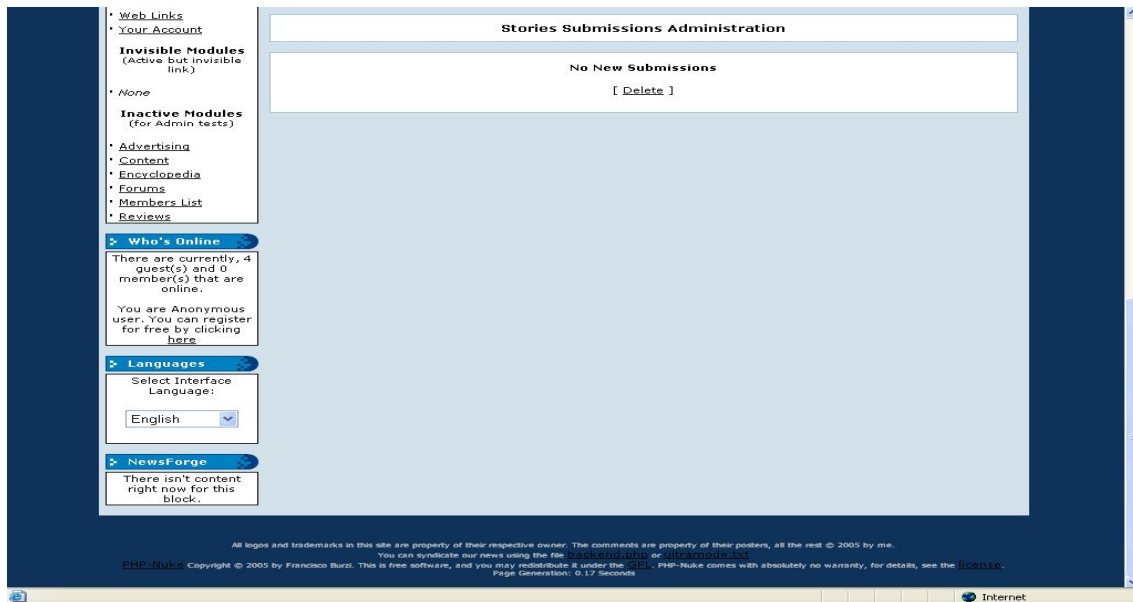 · Web Links
· Your Account
Invisible Modules
(Active but invisible
link)
· None
Inactive Modules
(for Admin tests)
· Advertising
· Content
· Encyclopedia
· Forums
· Members List
· Reviews
Who's Online
There are currently, 4
guest(s) and 0
member(s) that are
online.
You are Anonymous
user. You can register
for free by clicking
here
Languages
Select Interface
Language:
English
NewsForge
There isn't content
right now for this
block.
Stories Submissions Administration
No New Submissions
[ Delete ]
All logos and trademarks in this site are property of their respective owner. The comments are property of their posters, all the rest © 2005 by me.
You can syndicate our news using the file backend.php or ultramode.txt
PHP-Nuke Copyright © 2005 by Francisco Burzi. This is free software, and you may redistribute it under the GPL. PHP-Nuke comes with absolutely no warranty, for details, see the license.
Page Generation: 0.17 Seconds
Internet